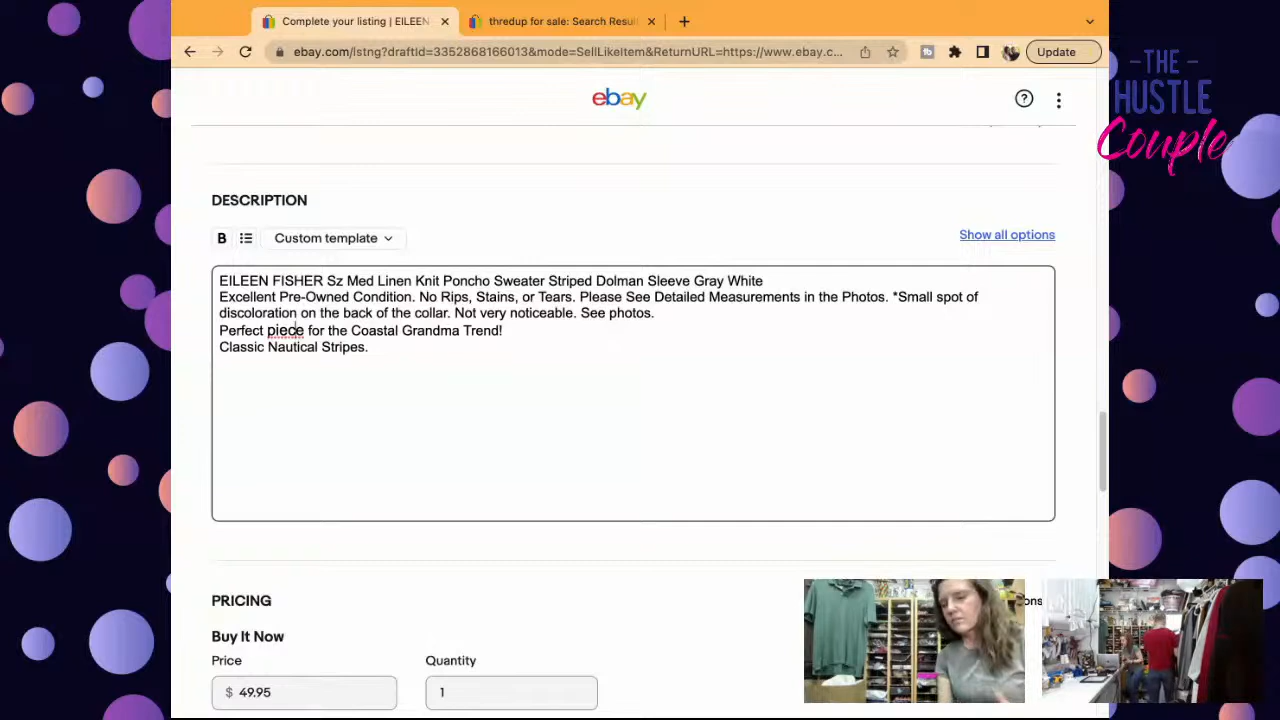 Complete your listing | EILEEN
thredup for sale: Search Resul
ebay.com/lstng?draftId=3352868166013&mode=SellLikeItem&ReturnURL=https://www.ebay.c...
Update
-THE-
HUSTLE
Couple
ebay
DESCRIPTION
B
Custom template
Show all options
EILEEN FISHER Sz Med Linen Knit Poncho Sweater Striped Dolman Sleeve Gray White
Excellent Pre-Owned Condition. No Rips, Stains, or Tears. Please See Detailed Measurements in the Photos. *Small spot of
discoloration on the back of the collar. Not very noticeable. See photos.
Perfect piece for the Coastal Grandma Trend!
Classic Nautical Stripes.
PRICING
ons
Buy It Now
Price
Quantity
$ 49.95
1